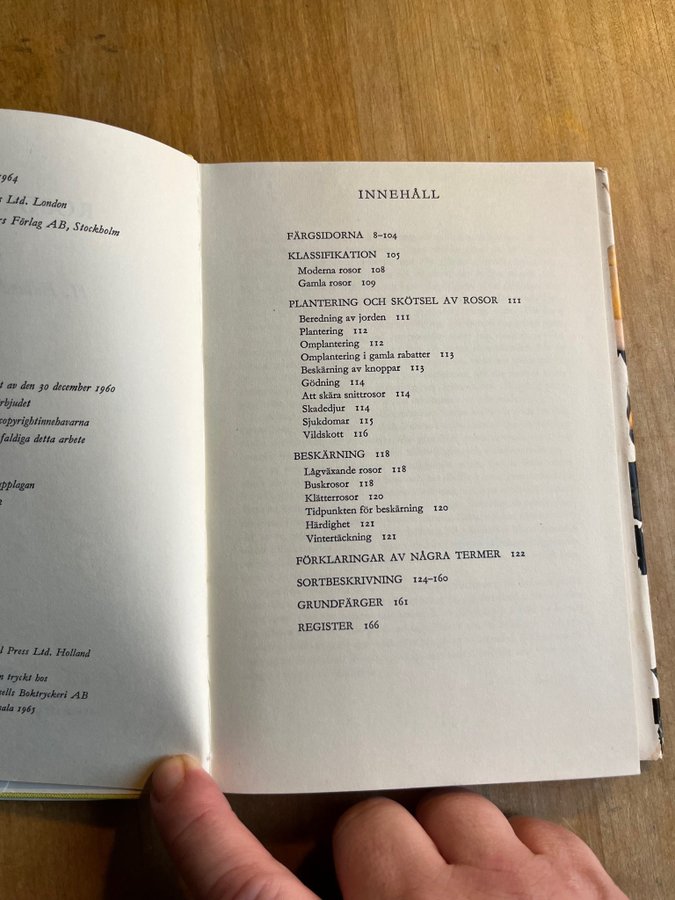 1964
Ltd. London
Förlag AB, Stockholm
av den 30 december 1960
copyrightinnehavarna
detta arbete
upplagan
Press Ltd. Holland
tryckt hos
Boktryckeri AB
1965
INNEHÅLL
FÄRGSIDORNA 8–104
KLASSIFIKATION 105
Moderna rosor 108
Gamla rosor 109
PLANTERING OCH SKÖTSEL AV ROSOR 111
Beredning av jorden 111
Plantering 112
Omplantering 112
Omplantering i gamla rabatter 113
Beskärning av knoppar 113
Gödning 114
Att skära snittrosor 114
Skadedjur 114
Sjukdomar 115
Vildskott 116
BESKÄRNING 118
Lågväxande rosor 118
Buskrosor 118
Klätterrosor 120
Tidpunkten för beskärning 120
Härdighet 121
Vintertäckning 121
FÖRKLARINGAR AV NÅGRA TERMER 122
SORTBESKRIVNING 124–160
GRUNDFÄRGER 161
REGISTER 166